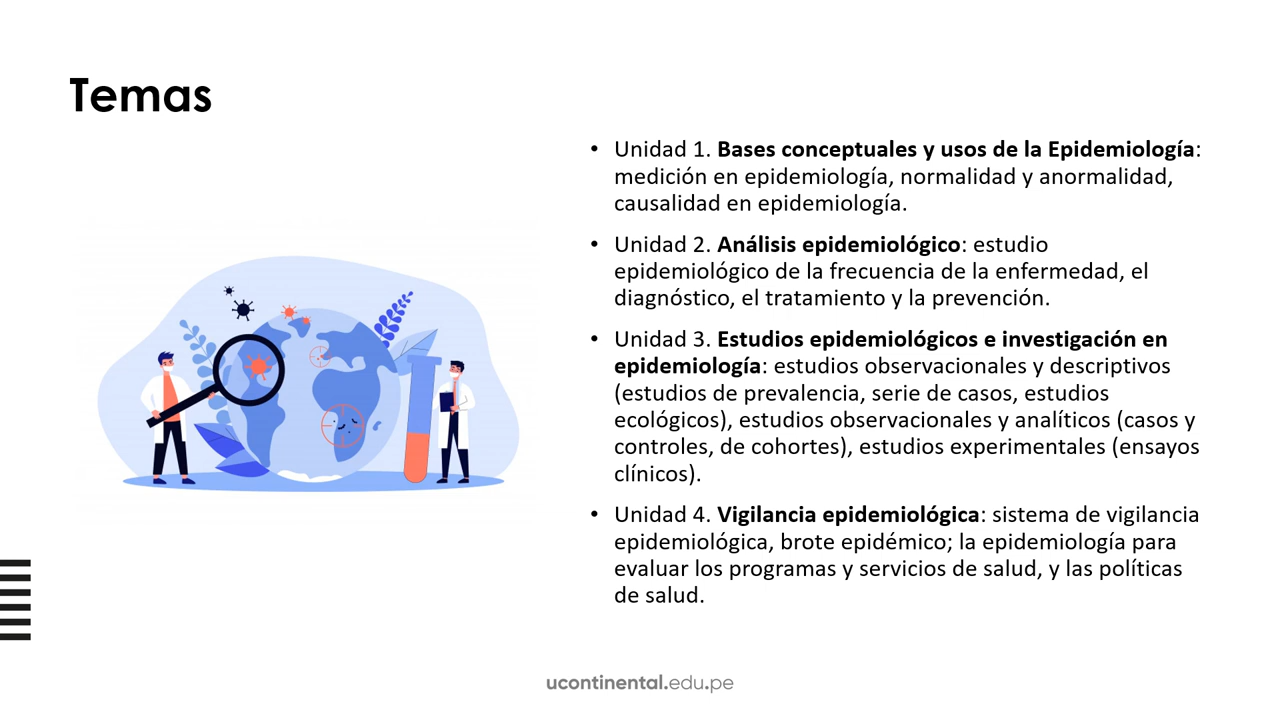 Temas
• Unidad 1. Bases conceptuales y usos de la Epidemiología:
medición en epidemiología, normalidad y anormalidad,
causalidad en epidemiología.
• Unidad 2. Análisis epidemiológico: estudio
epidemiológico de la frecuencia de la enfermedad, el
diagnóstico, el tratamiento y la prevención.
• Unidad 3. Estudios epidemiológicos e investigación en
epidemiología: estudios observacionales y descriptivos
(estudios de prevalencia, serie de casos, estudios
ecológicos), estudios observacionales y analíticos (casos y
controles, de cohortes), estudios experimentales (ensayos
clínicos).
• Unidad 4. Vigilancia epidemiológica: sistema de vigilancia
epidemiológica, brote epidémico; la epidemiología para
evaluar los programas y servicios de salud, y las políticas
de salud.
ucontinental.edu.pe